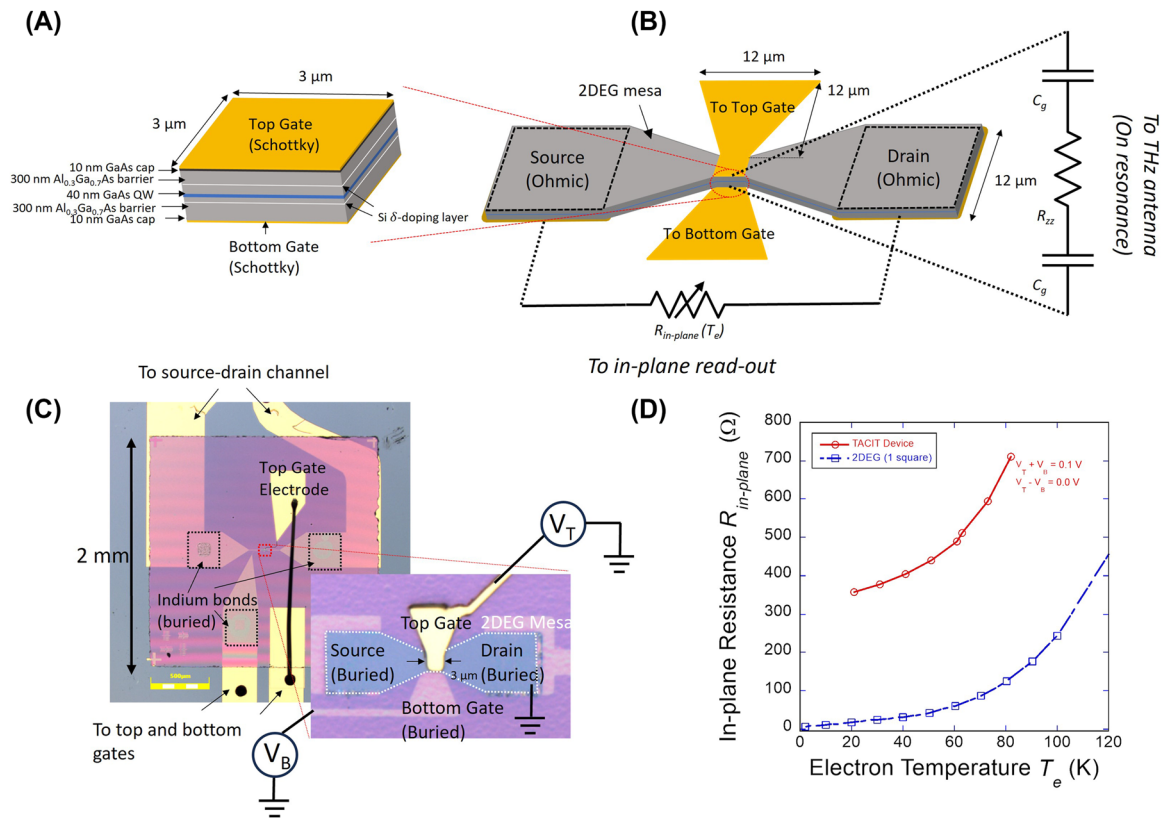 (A)
3 μm
3 μm
Top Gate
(Schottky)
10 nm GaAs cap
300 nm Al0.3Ga0.7As barrier
40 nm GaAs QW
300 nm Al0.3Ga0.7As barrier
10 nm GaAs cap
Si δ-doping layer
Bottom Gate
(Schottky)
(B)
12 μm
2DEG mesa
To Top Gate
12 μm
Source
(Ohmic)
Drain
(Ohmic)
12 μm
To Bottom Gate
Rin-plane (Te)
To in-plane read-out
Cg
Rzz
Cg
To THz antenna
(On resonance)
(C)
To source-drain channel
Top Gate
Electrode
2 mm
Indium bonds
(buried)
500μm
To top and bottom
gates
VT
VB
Top Gate
2DEG Mesa
Source
(Buried)
Drain
(Buried)
3 μm
Bottom Gate
(Buried)
(D)
In-plane Resistance Rin-plane (Ω)
800
700
600
500
400
300
200
100
0
TACIT Device
2DEG (1 square)
VT + VB = 0.1 V
VT - VB = 0.0 V
0 20 40 60 80 100 120
Electron Temperature Te (K)